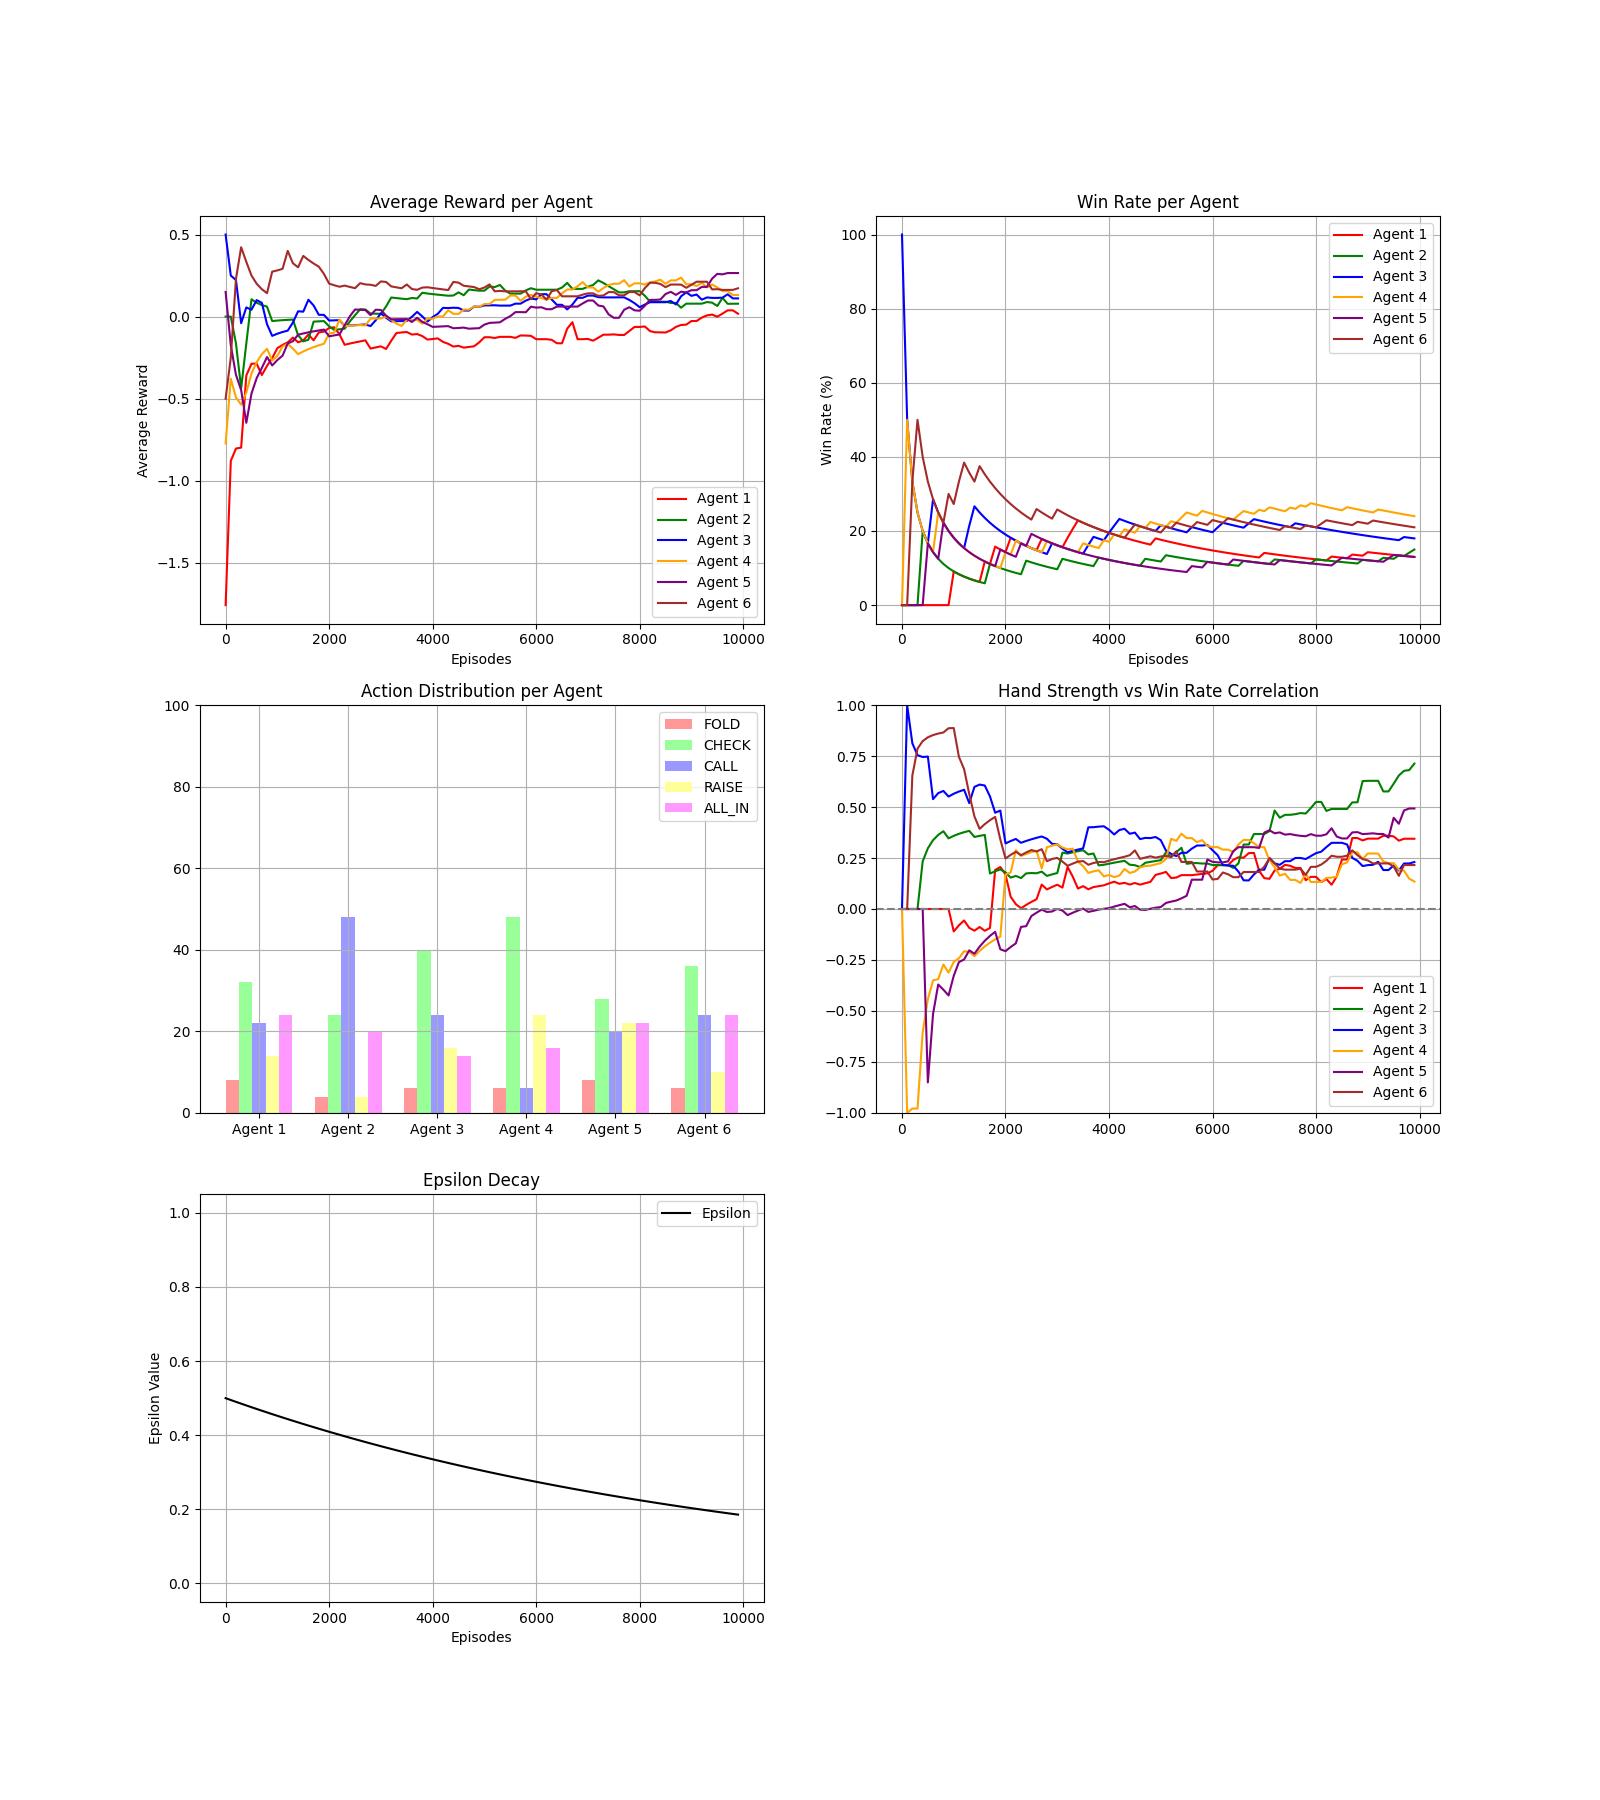 Average Reward per Agent
Average Reward
0.5
0.0
−0.5
−1.0
−1.5
0 2000 4000 6000 8000 10000
Episodes
Agent 1
Agent 2
Agent 3
Agent 4
Agent 5
Agent 6
Win Rate per Agent
Win Rate (%)
100
80
60
40
20
0
0 2000 4000 6000 8000 10000
Episodes
Agent 1
Agent 2
Agent 3
Agent 4
Agent 5
Agent 6
Action Distribution per Agent
100
80
60
40
20
0
Agent 1 Agent 2 Agent 3 Agent 4 Agent 5 Agent 6
FOLD
CHECK
CALL
RAISE
ALL_IN
Hand Strength vs Win Rate Correlation
1.00
0.75
0.50
0.25
0.00
−0.25
−0.50
−0.75
−1.00
0 2000 4000 6000 8000 10000
Agent 1
Agent 2
Agent 3
Agent 4
Agent 5
Agent 6
Epsilon Decay
Epsilon Value
1.0
0.8
0.6
0.4
0.2
0.0
0 2000 4000 6000 8000 10000
Episodes
Epsilon